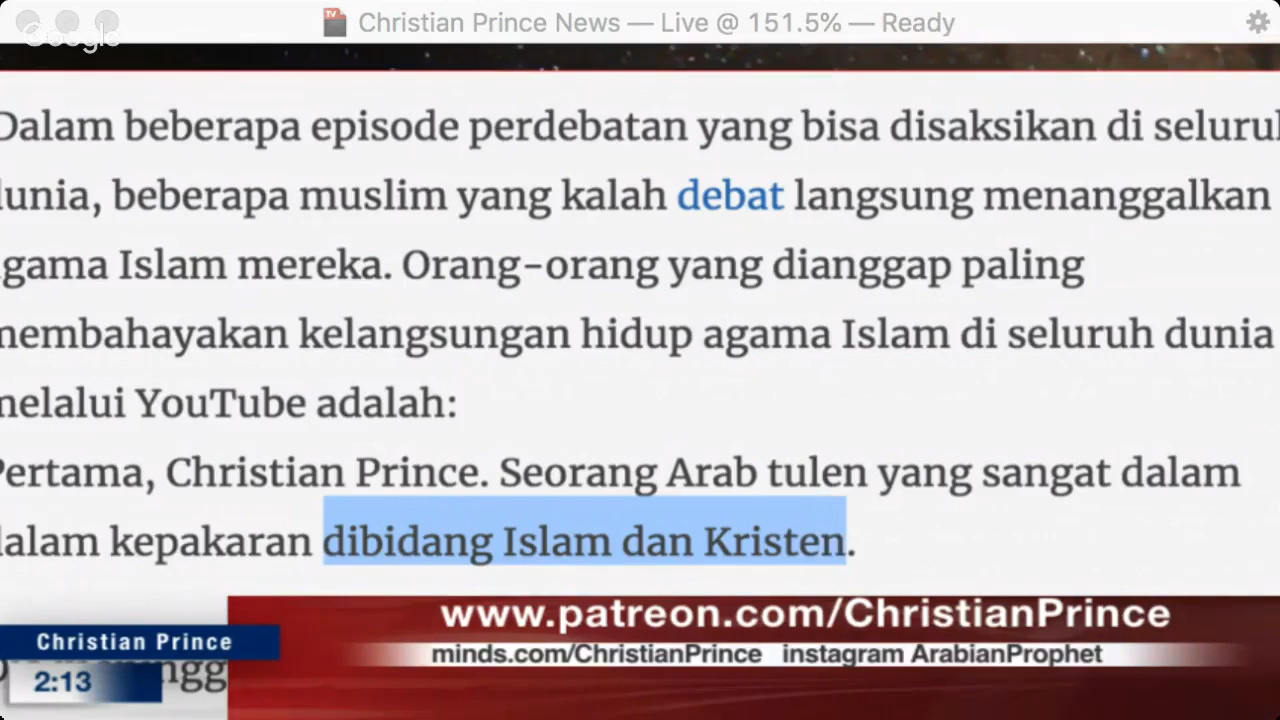 Christian Prince News — Live @ 151.5% — Ready
Google
Dalam beberapa episode perdebatan yang bisa disaksikan di seluruh
dunia, beberapa muslim yang kalah debat langsung menanggalkan
agama Islam mereka. Orang-orang yang dianggap paling
membahayakan kelangsungan hidup agama Islam di seluruh dunia
melalui YouTube adalah:
Pertama, Christian Prince. Seorang Arab tulen yang sangat dalam
dalam kepakaran dibidang Islam dan Kristen.
www.patreon.com/ChristianPrince
Christian Prince
minds.com/ChristianPrince instagram ArabianProphet
2:13